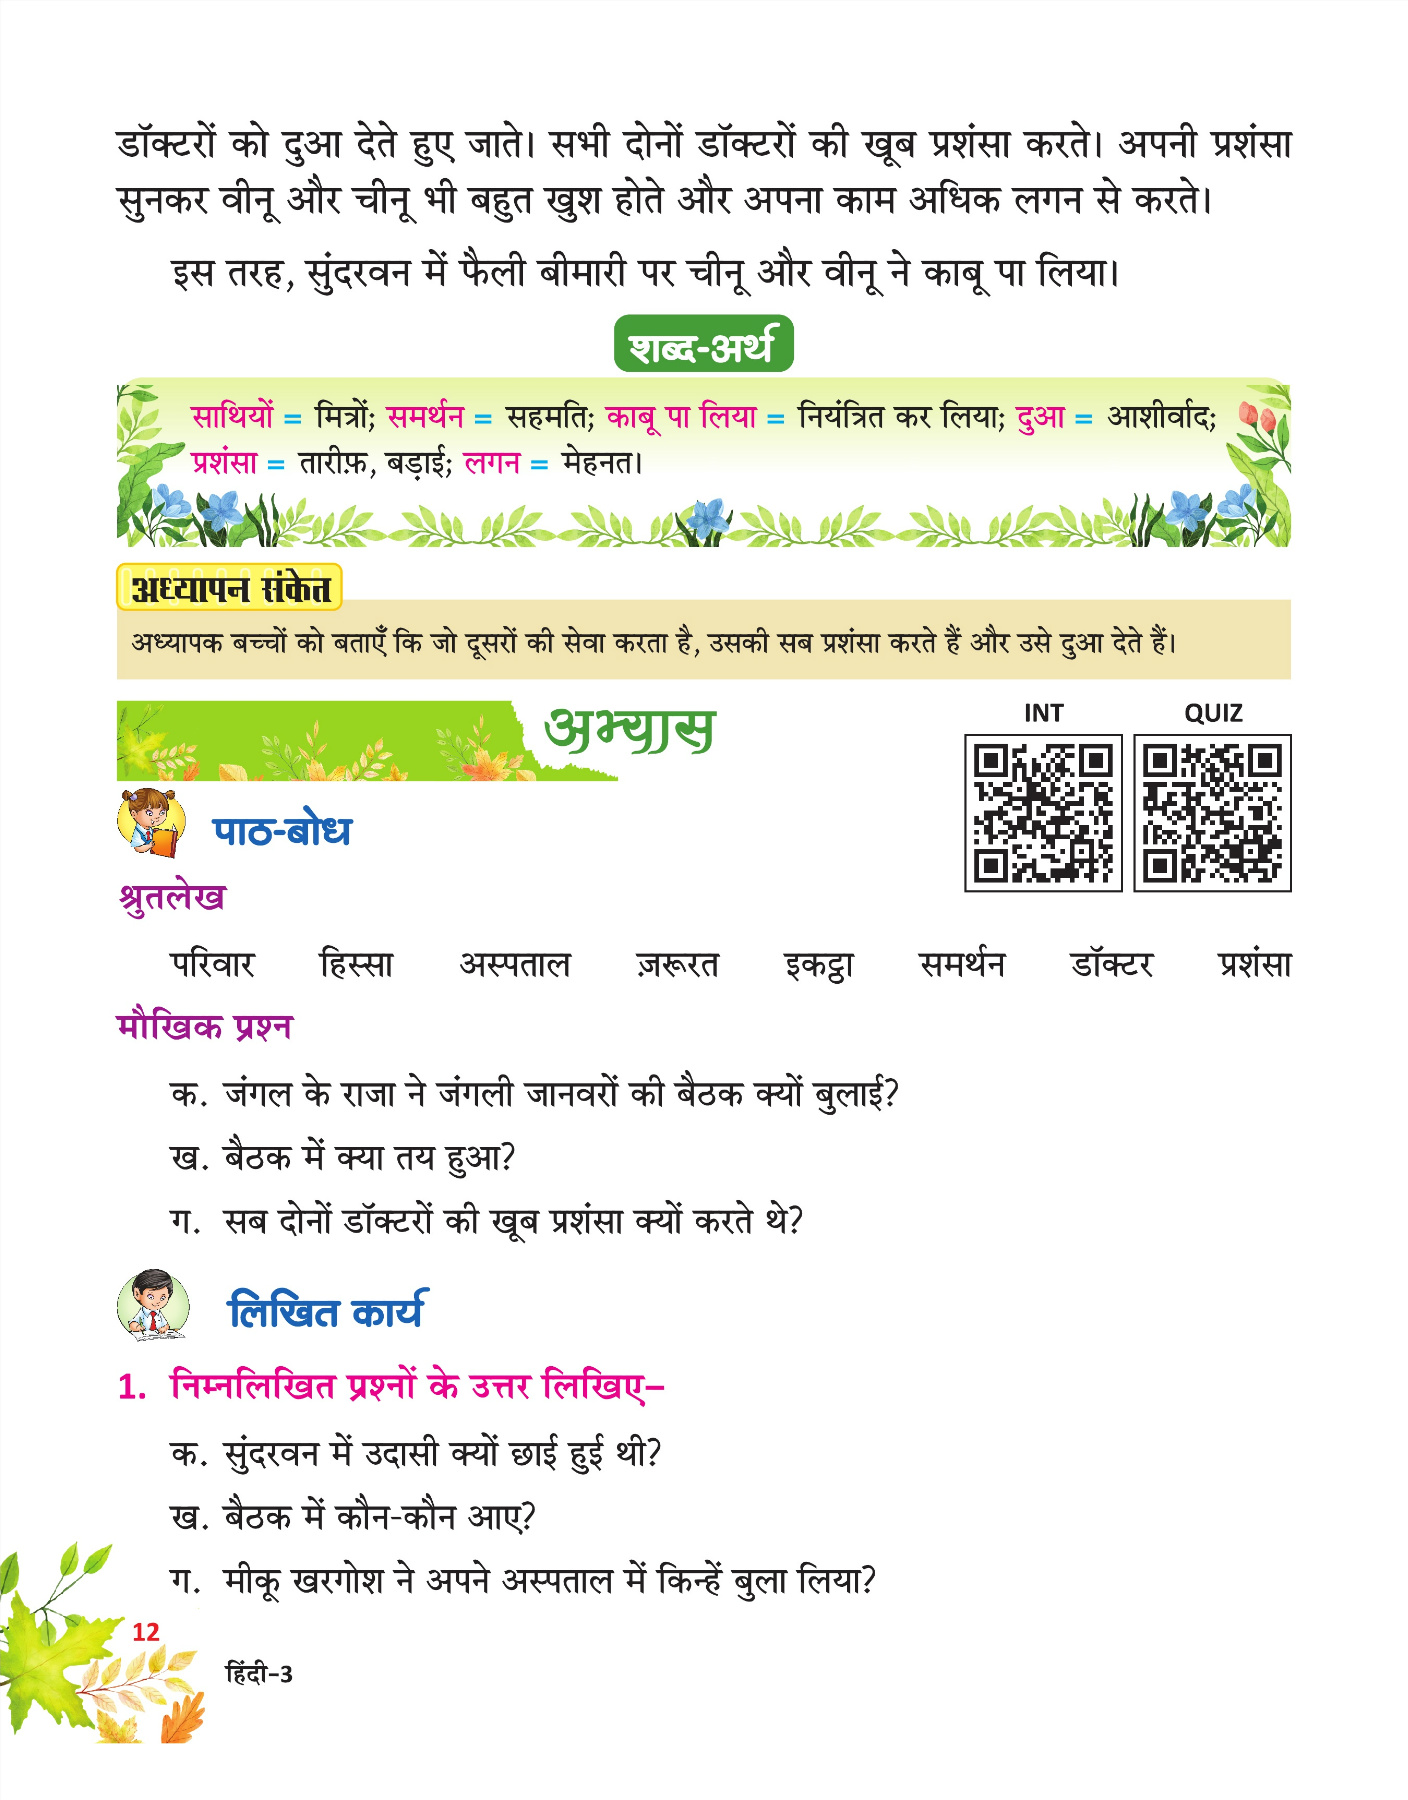 डॉक्टरों को दुआ देते हुए जाते। सभी दोनों डॉक्टरों की खूब प्रशंसा करते। अपनी प्रशंसा
सुनकर वीनू और चीनू भी बहुत खुश होते और अपना काम अधिक लगन से करते।
इस तरह, सुंदरवन में फैली बीमारी पर चीनू और वीनू ने काबू पा लिया।
शब्द-अर्थ
साथियों = मित्रों; समर्थन = सहमति; काबू पा लिया = नियंत्रित कर लिया; दुआ = आशीर्वाद;
प्रशंसा = तारीफ़, बड़ाई; लगन = मेहनत।
अध्यापन संकेत
अध्यापक बच्चों को बताएँ कि जो दूसरों की सेवा करता है, उसकी सब प्रशंसा करते हैं और उसे दुआ देते हैं।
अभ्यास
INT QUIZ
पाठ-बोध
श्रुतलेख
परिवार हिस्सा अस्पताल ज़रूरत इकट्ठा समर्थन डॉक्टर प्रशंसा
मौखिक प्रश्न
क. जंगल के राजा ने जंगली जानवरों की बैठक क्यों बुलाई?
ख. बैठक में क्या तय हुआ?
ग. सब दोनों डॉक्टरों की खूब प्रशंसा क्यों करते थे?
लिखित कार्य
1. निम्नलिखित प्रश्नों के उत्तर लिखिए–
क. सुंदरवन में उदासी क्यों छाई हुई थी?
ख. बैठक में कौन-कौन आए?
ग. मीकू खरगोश ने अपने अस्पताल में किन्हें बुला लिया?
12
हिंदी–3